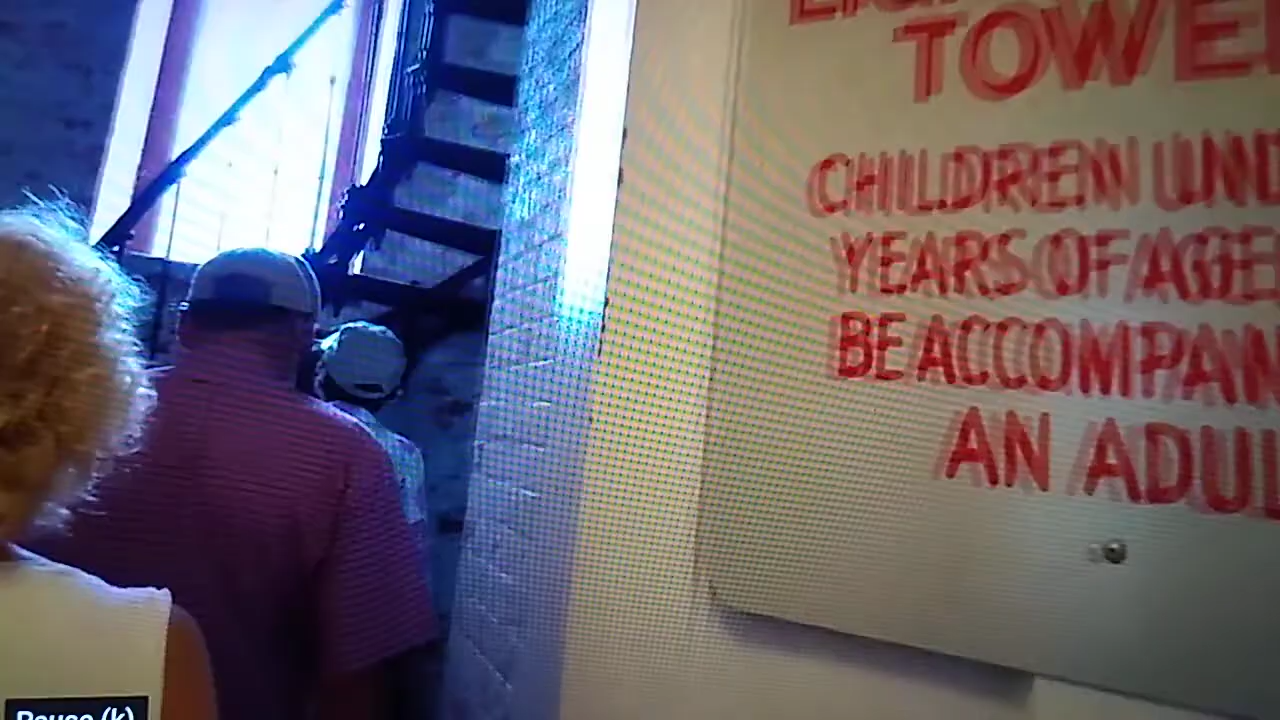 TOWE
CHILDREN UND
YEARS OF AGE
BE ACCOMPAN
AN ADUL
Pause (k)